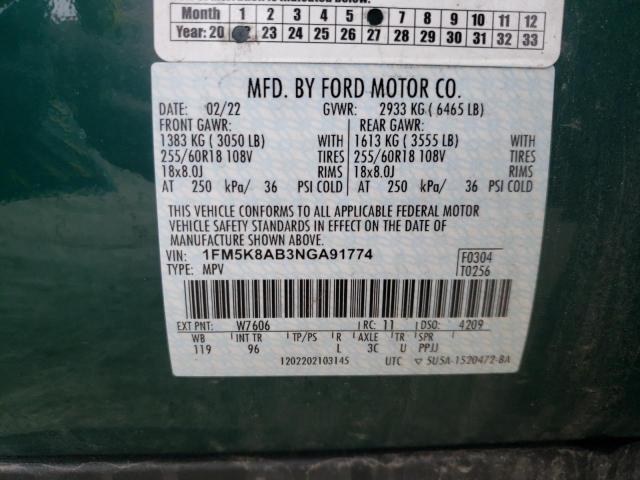 Month 1 2 3 4 5 7 8 9 10 11 12
Year: 20 23 24 25 26 27 28 29 30 31 32 33
MFD. BY FORD MOTOR CO.
DATE: 02/22 GVWR: 2933 KG ( 6465 LB)
FRONT GAWR: REAR GAWR:
1383 KG ( 3050 LB) WITH 1613 KG ( 3555 LB) WITH
255/60R18 108V TIRES 255/60R18 108V TIRES
18x8.0J RIMS 18x8.0J RIMS
AT 250 kPa/ 36 PSI COLD AT 250 kPa/ 36 PSI COLD
THIS VEHICLE CONFORMS TO ALL APPLICABLE FEDERAL MOTOR
VEHICLE SAFETY STANDARDS IN EFFECT ON THE DATE OF
MANUFACTURE SHOWN ABOVE.
VIN: 1FM5K8AB3NGA91774 F0304
TYPE: MPV T0256
EXT PNT: W7606 RC: 11 DSO: 4209
WB INT TR TP/PS R AXLE TR SPR
119 96 L 3C U PPJJ
1202202103145 UTC ▽ 5U5A-1520472-BA